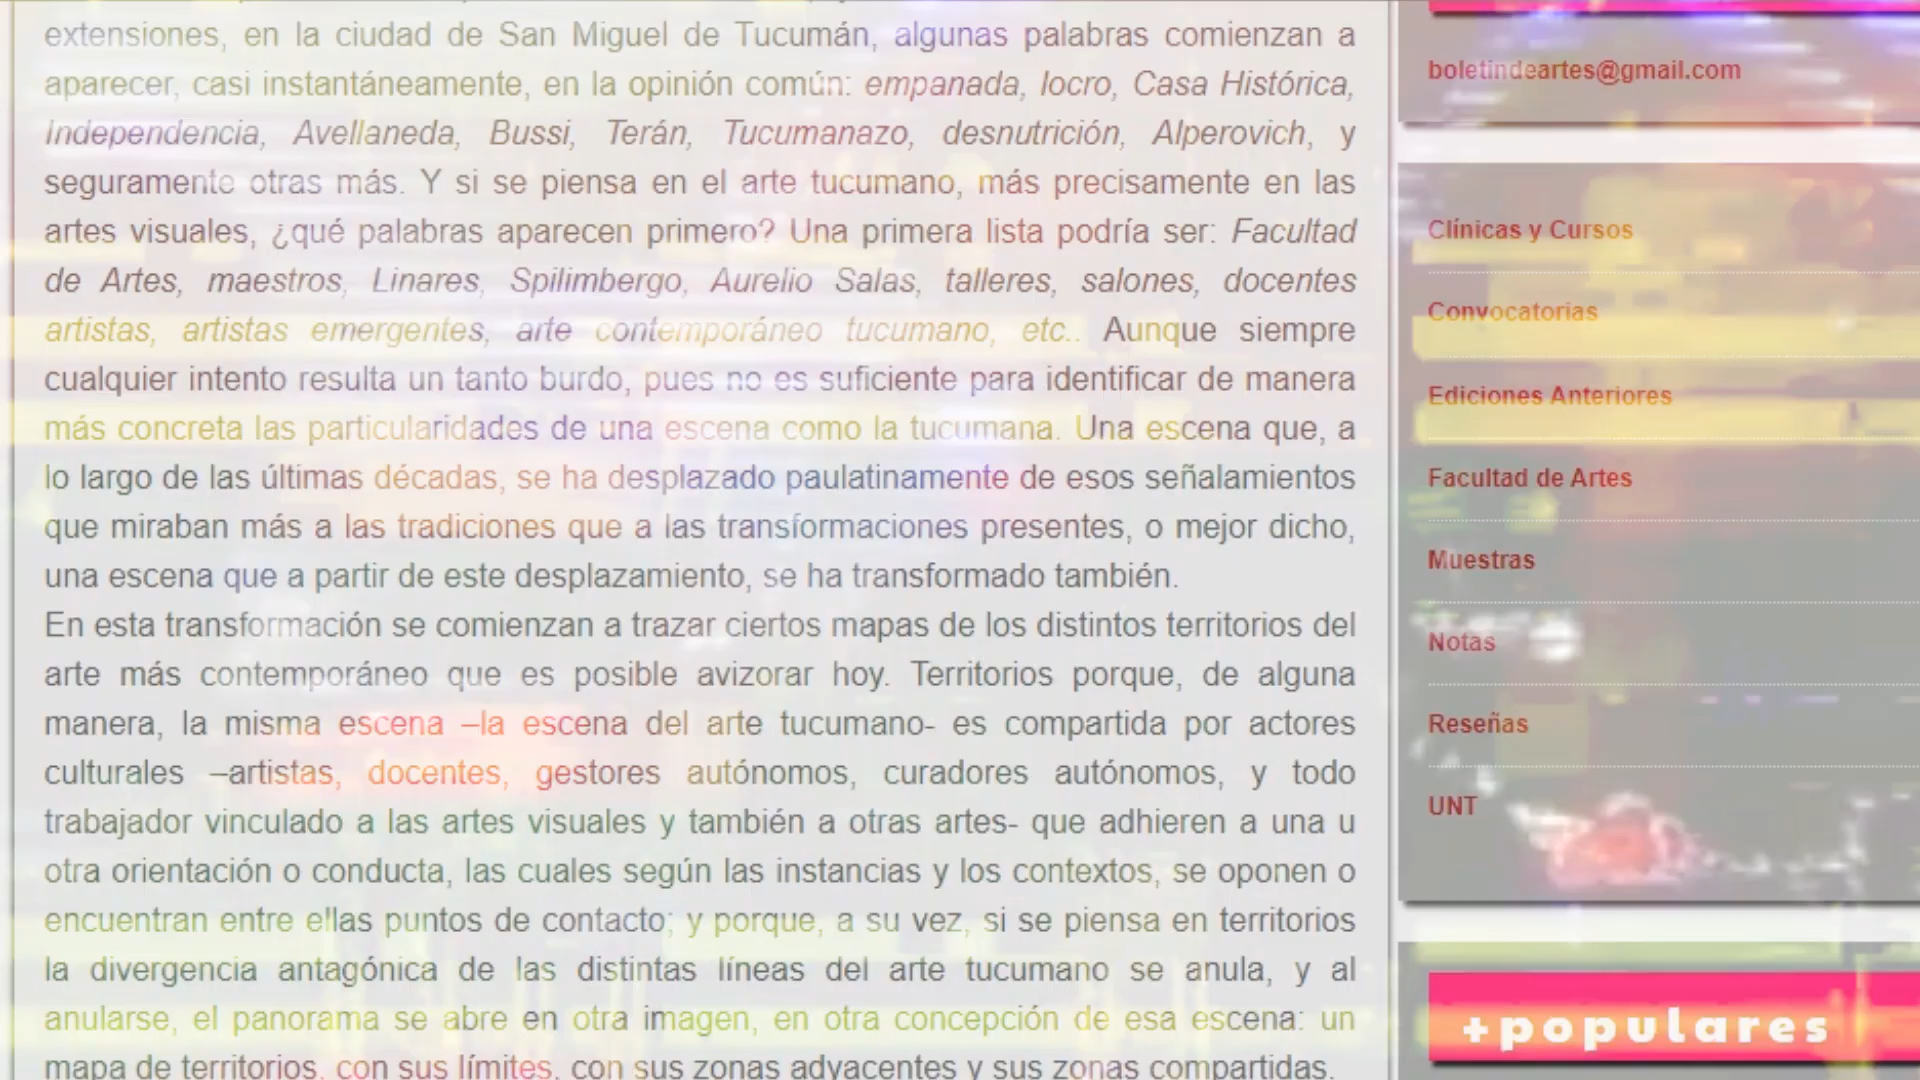 extensiones, en la ciudad de San Miguel de Tucumán, algunas palabras comienzan a
aparecer, casi instantáneamente, en la opinión común: empanada, locro, Casa Histórica,
Independencia, Avellaneda, Bussi, Terán, Tucumanazo, desnutrición, Alperovich, y
seguramente otras más. Y si se piensa en el arte tucumano, más precisamente en las
artes visuales, ¿qué palabras aparecen primero? Una primera lista podría ser: Facultad
de Artes, maestros, Linares, Spilimbergo, Aurelio Salas, talleres, salones, docentes
artistas, artistas emergentes, arte contemporáneo tucumano, etc.. Aunque siempre
cualquier intento resulta un tanto burdo, pues no es suficiente para identificar de manera
más concreta las particularidades de una escena como la tucumana. Una escena que, a
lo largo de las últimas décadas, se ha desplazado paulatinamente de esos señalamientos
que miraban más a las tradiciones que a las transformaciones presentes, o mejor dicho,
una escena que a partir de este desplazamiento, se ha transformado también.
En esta transformación se comienzan a trazar ciertos mapas de los distintos territorios del
arte más contemporáneo que es posible avizorar hoy. Territorios porque, de alguna
manera, la misma escena –la escena del arte tucumano- es compartida por actores
culturales –artistas, docentes, gestores autónomos, curadores autónomos, y todo
trabajador vinculado a las artes visuales y también a otras artes- que adhieren a una u
otra orientación o conducta, las cuales según las instancias y los contextos, se oponen o
encuentran entre ellas puntos de contacto; y porque, a su vez, si se piensa en territorios
la divergencia antagónica de las distintas líneas del arte tucumano se anula, y al
anularse, el panorama se abre en otra imagen, en otra concepción de esa escena: un
mapa de territorios, con sus límites, con sus zonas adyacentes y sus zonas compartidas.
boletindeartes@gmail.com
Clínicas y Cursos
Convocatorias
Ediciones Anteriores
Facultad de Artes
Muestras
Notas
Reseñas
UNT
+populares